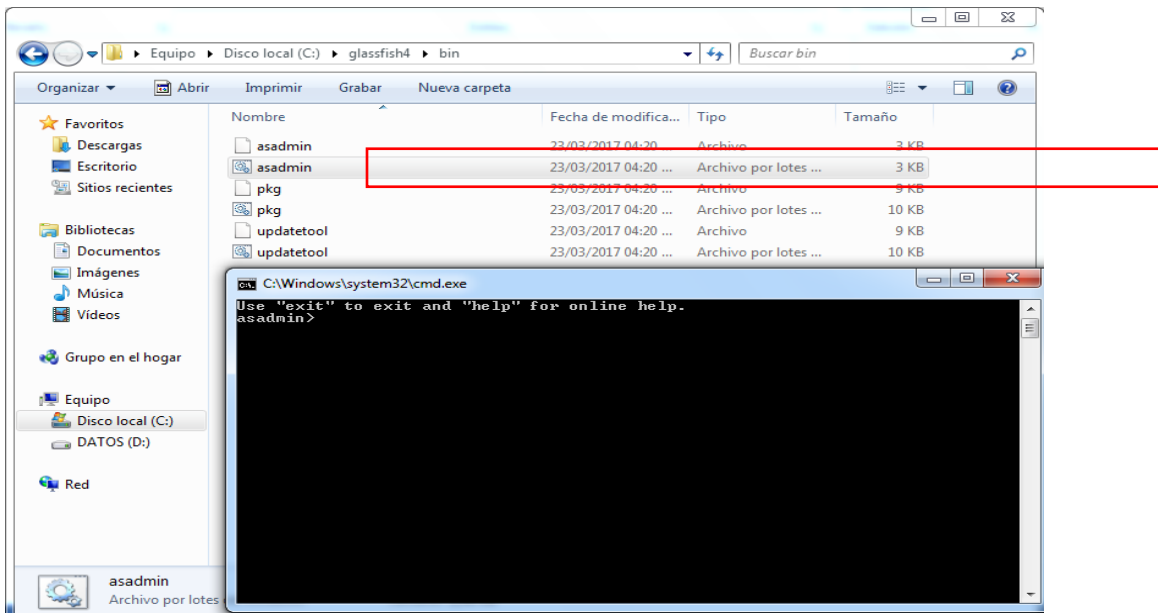 Equipo ▸ Disco local (C:) ▸ glassfish4 ▸ bin
Buscar bin
Organizar Abrir Imprimir Grabar Nueva carpeta
Favoritos
Descargas
Escritorio
Sitios recientes
Bibliotecas
Documentos
Imágenes
Música
Vídeos
Grupo en el hogar
Equipo
Disco local (C:)
DATOS (D:)
Red
Nombre Fecha de modifica... Tipo Tamaño
asadmin 23/03/2017 04:20 ... Archivo 3 KB
asadmin 23/03/2017 04:20 ... Archivo por lotes ... 3 KB
pkg 23/03/2017 04:20 ... Archivo 9 KB
pkg 23/03/2017 04:20 ... Archivo por lotes ... 10 KB
updatetool 23/03/2017 04:20 ... Archivo 9 KB
updatetool 23/03/2017 04:20 ... Archivo por lotes ... 10 KB
C:\Windows\system32\cmd.exe
Use "exit" to exit and "help" for online help.
asadmin>
asadmin
Archivo por lotes